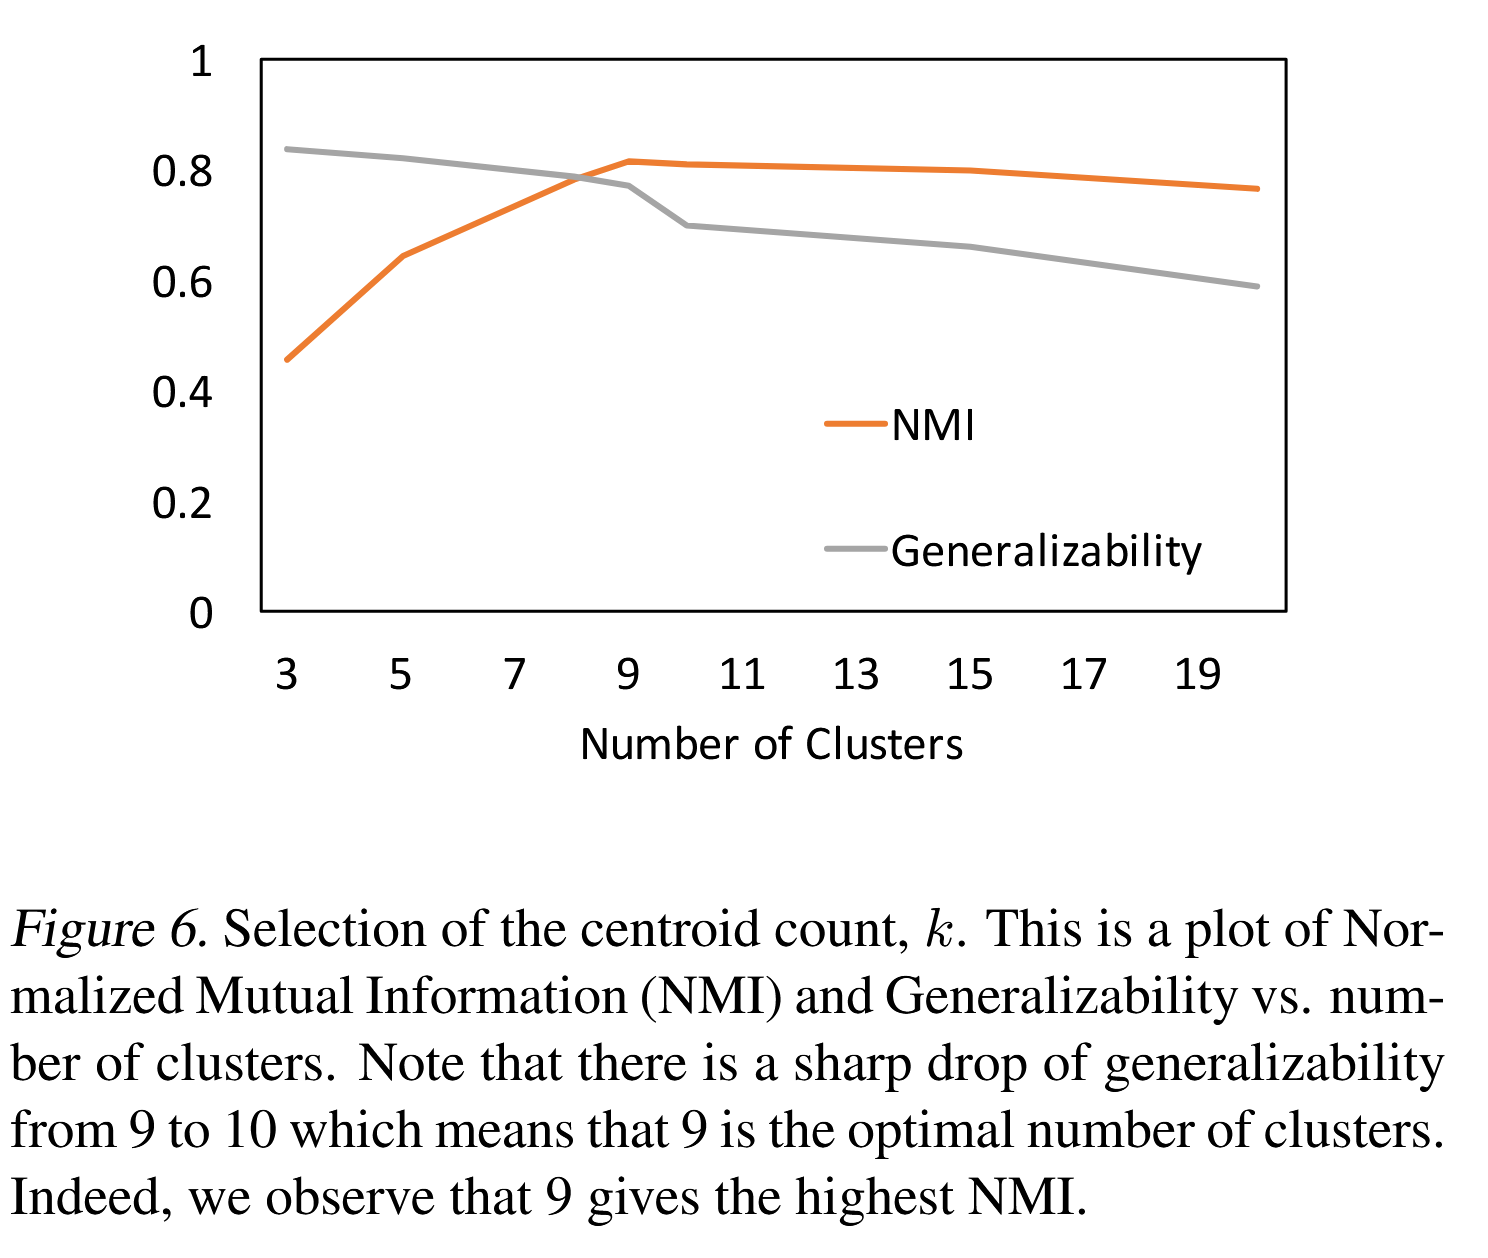 1
0.8
0.6
0.4
0.2
0
NMI
Generalizability
3 5 7 9 11 13 15 17 19
Number of Clusters
Figure 6. Selection of the centroid count, k. This is a plot of Nor-
malized Mutual Information (NMI) and Generalizability vs. num-
ber of clusters. Note that there is a sharp drop of generalizability
from 9 to 10 which means that 9 is the optimal number of clusters.
Indeed, we observe that 9 gives the highest NMI.